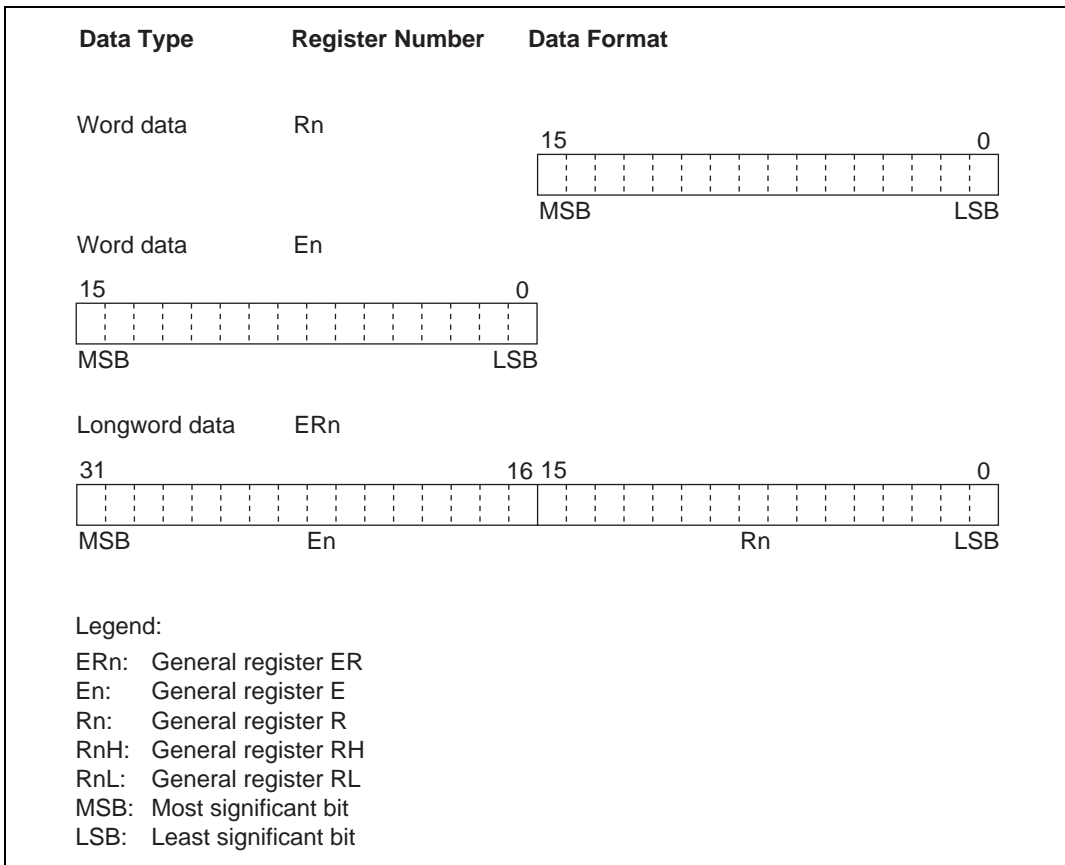 Data Type Register Number Data Format
Word data Rn
15 0
MSB LSB
Word data En
15 0
MSB LSB
Longword data ERn
31 16 15 0
MSB En Rn LSB
Legend:
ERn: General register ER
En: General register E
Rn: General register R
RnH: General register RH
RnL: General register RL
MSB: Most significant bit
LSB: Least significant bit